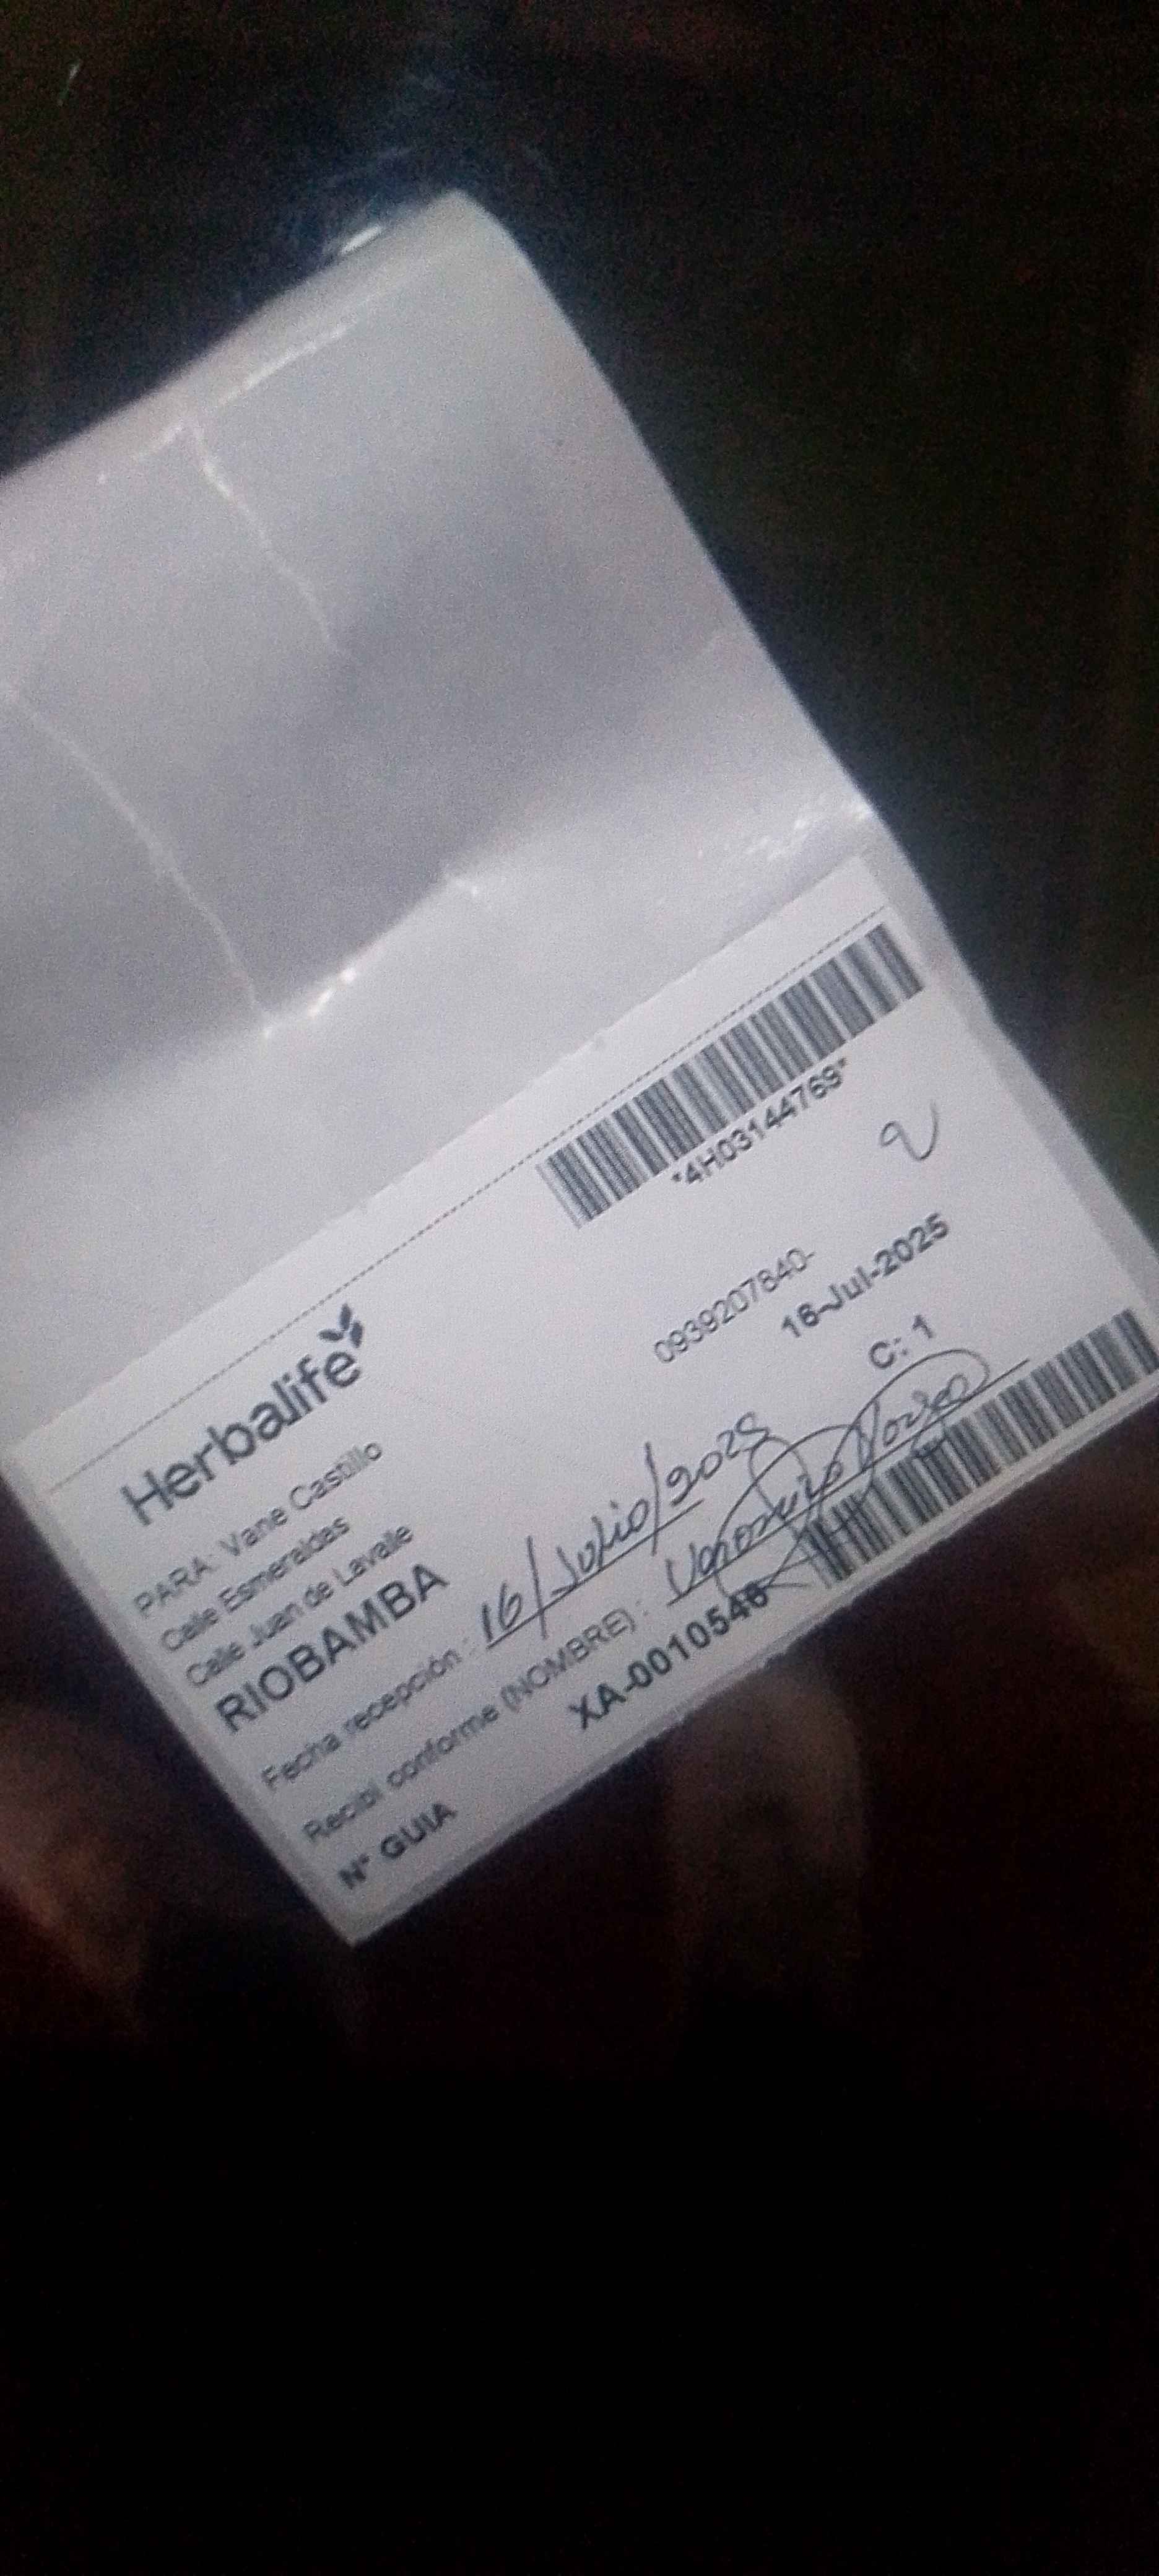 *4H03144769*
Herbalife
PARA: Vane Castillo
0939207840-
Calle Esmeraldas
16-Jul-2025
Calle Juan de Lavalle
C: 1
RIOBAMBA
Fecha recepción : 16/Julio/2025
Recibi conforme (NOMBRE) :
N° GUIA XA-0010546